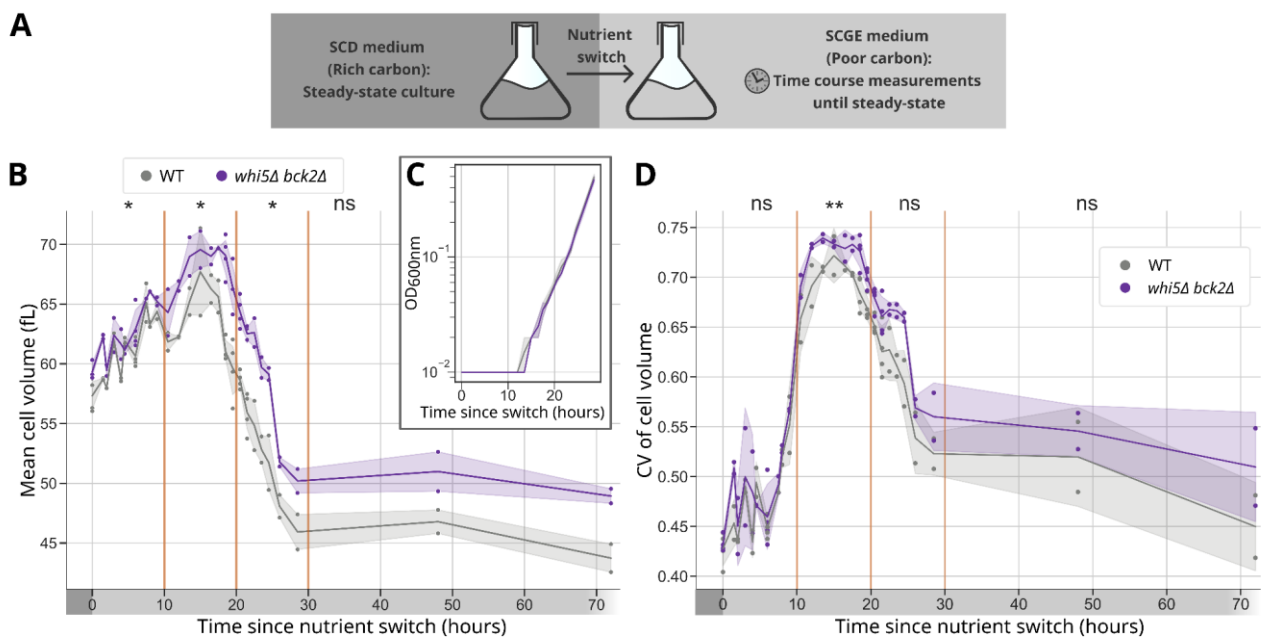 A
SCD medium
(Rich carbon):
Steady-state culture
Nutrient
switch
SCGE medium
(Poor carbon):
Time course measurements
until steady-state
B
WT
whi5Δ bck2Δ
* * * ns
Mean cell volume (fL)
70
65
60
55
50
45
0 10 20 30 40 50 60 70
Time since nutrient switch (hours)
C
OD600nm
10⁻¹
10⁻²
0 10 20
Time since switch (hours)
D
ns ** ns ns
WT
whi5Δ bck2Δ
CV of cell volume
0.75
0.70
0.65
0.60
0.55
0.50
0.45
0.40
0 10 20 30 40 50 60 70
Time since nutrient switch (hours)